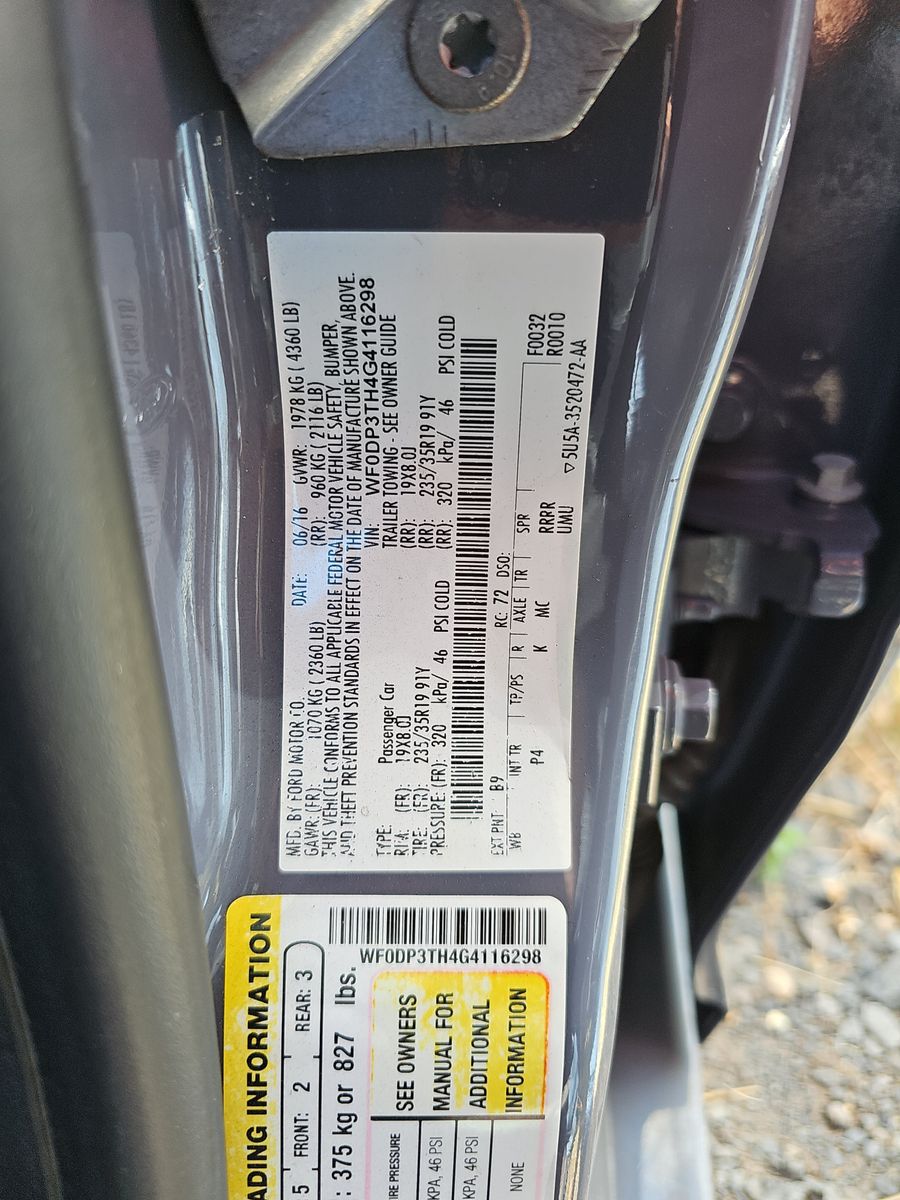 MFD. BY FORD MOTOR CO.
DATE: 06/16 GVWR: 1978 KG ( 4360 LB)
GAWR: (FR): 1070 KG ( 2360 LB) (RR): 960 KG ( 2116 LB)
THIS VEHICLE CONFORMS TO ALL APPLICABLE FEDERAL MOTOR VEHICLE SAFETY, BUMPER,
AND THEFT PREVENTION STANDARDS IN EFFECT ON THE DATE OF MANUFACTURE SHOWN ABOVE.
VIN: WF0DP3TH4G4116298
TYPE: Passenger Car TRAILER TOWING - SEE OWNER GUIDE
RIM: (FR): 19X8.0J (RR): 19X8.0J
TIRE: (FR): 235/35R19 91Y (RR): 235/35R19 91Y
PRESSURE: (FR): 320 kPa/ 46 PSI COLD (RR): 320 kPa/ 46 PSI COLD
EXT PNT: B9 RC: 72 DSO: F0032
WB INT TR TP/PS R AXLE TR SPR R0010
P4 K MC RRRR
UMU ▽5U5A-3520472-AA
ADING INFORMATION
5 FRONT: 2 REAR: 3
: 375 kg or 827 lbs.
WF0DP3TH4G4116298
IRE PRESSURE
KPA, 46 PSI
KPA, 46 PSI
NONE
SEE OWNERS
MANUAL FOR
ADDITIONAL
INFORMATION